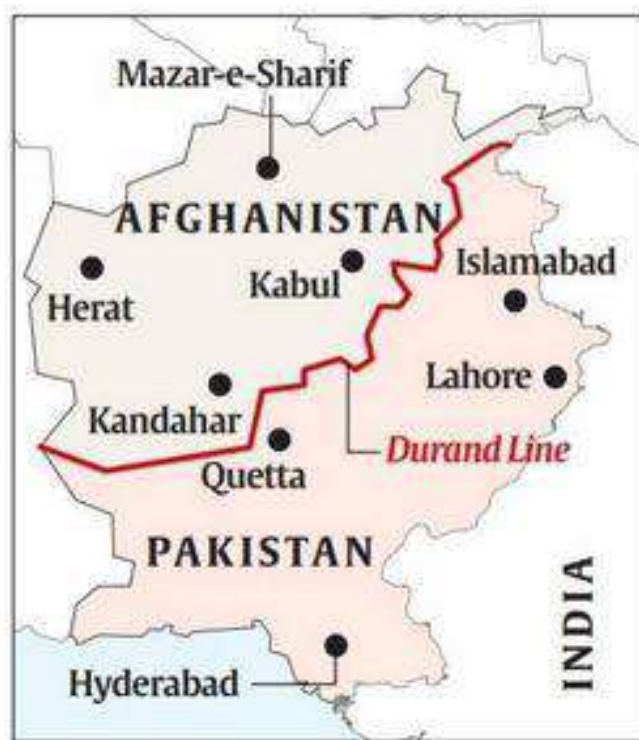 Mazar-e-Sharif
AFGHANISTAN
Islamabad
Kabul
Herat
Lahore
Kandahar
Durand Line
Quetta
PAKISTAN
INDIA
Hyderabad